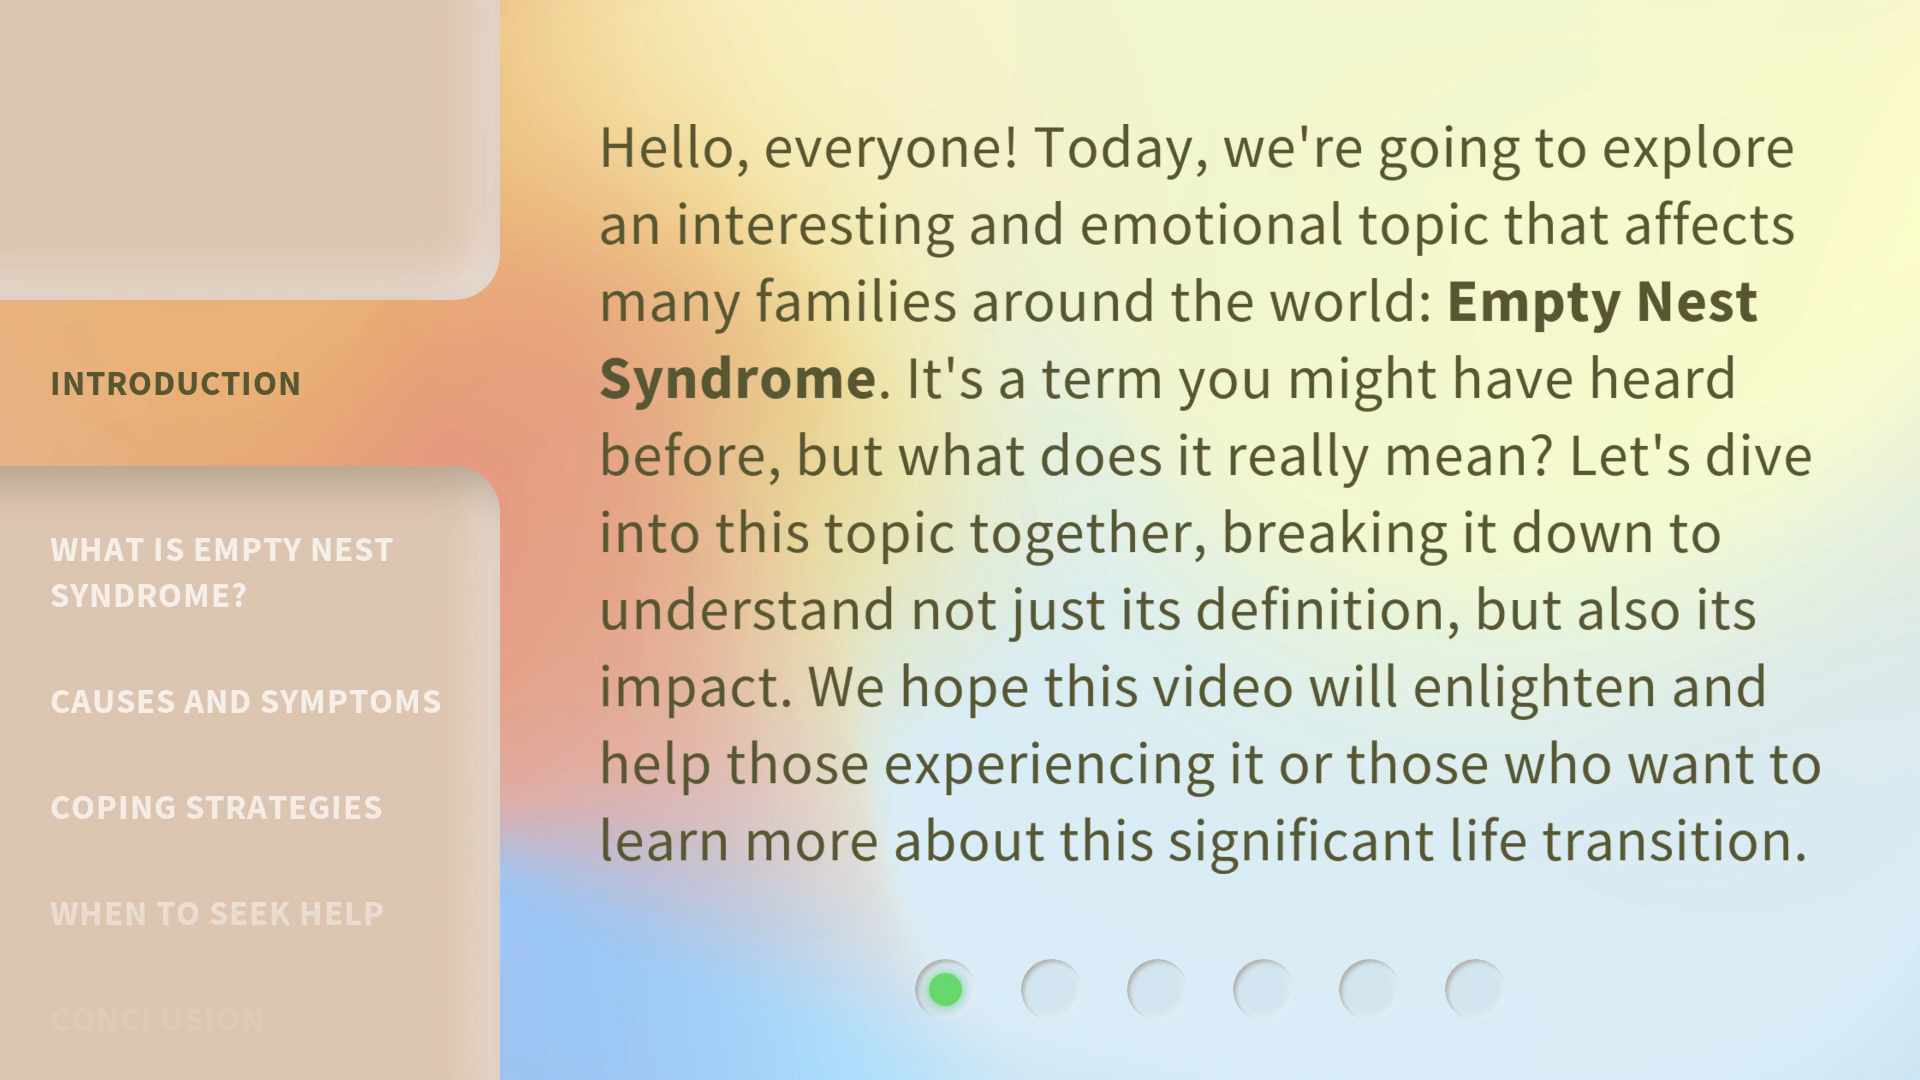 INTRODUCTION
WHAT IS EMPTY NEST
SYNDROME?
CAUSES AND SYMPTOMS
COPING STRATEGIES
WHEN TO SEEK HELP
CONCLUSION
Hello, everyone! Today, we're going to explore
an interesting and emotional topic that affects
many families around the world: Empty Nest
Syndrome. It's a term you might have heard
before, but what does it really mean? Let's dive
into this topic together, breaking it down to
understand not just its definition, but also its
impact. We hope this video will enlighten and
help those experiencing it or those who want to
learn more about this significant life transition.